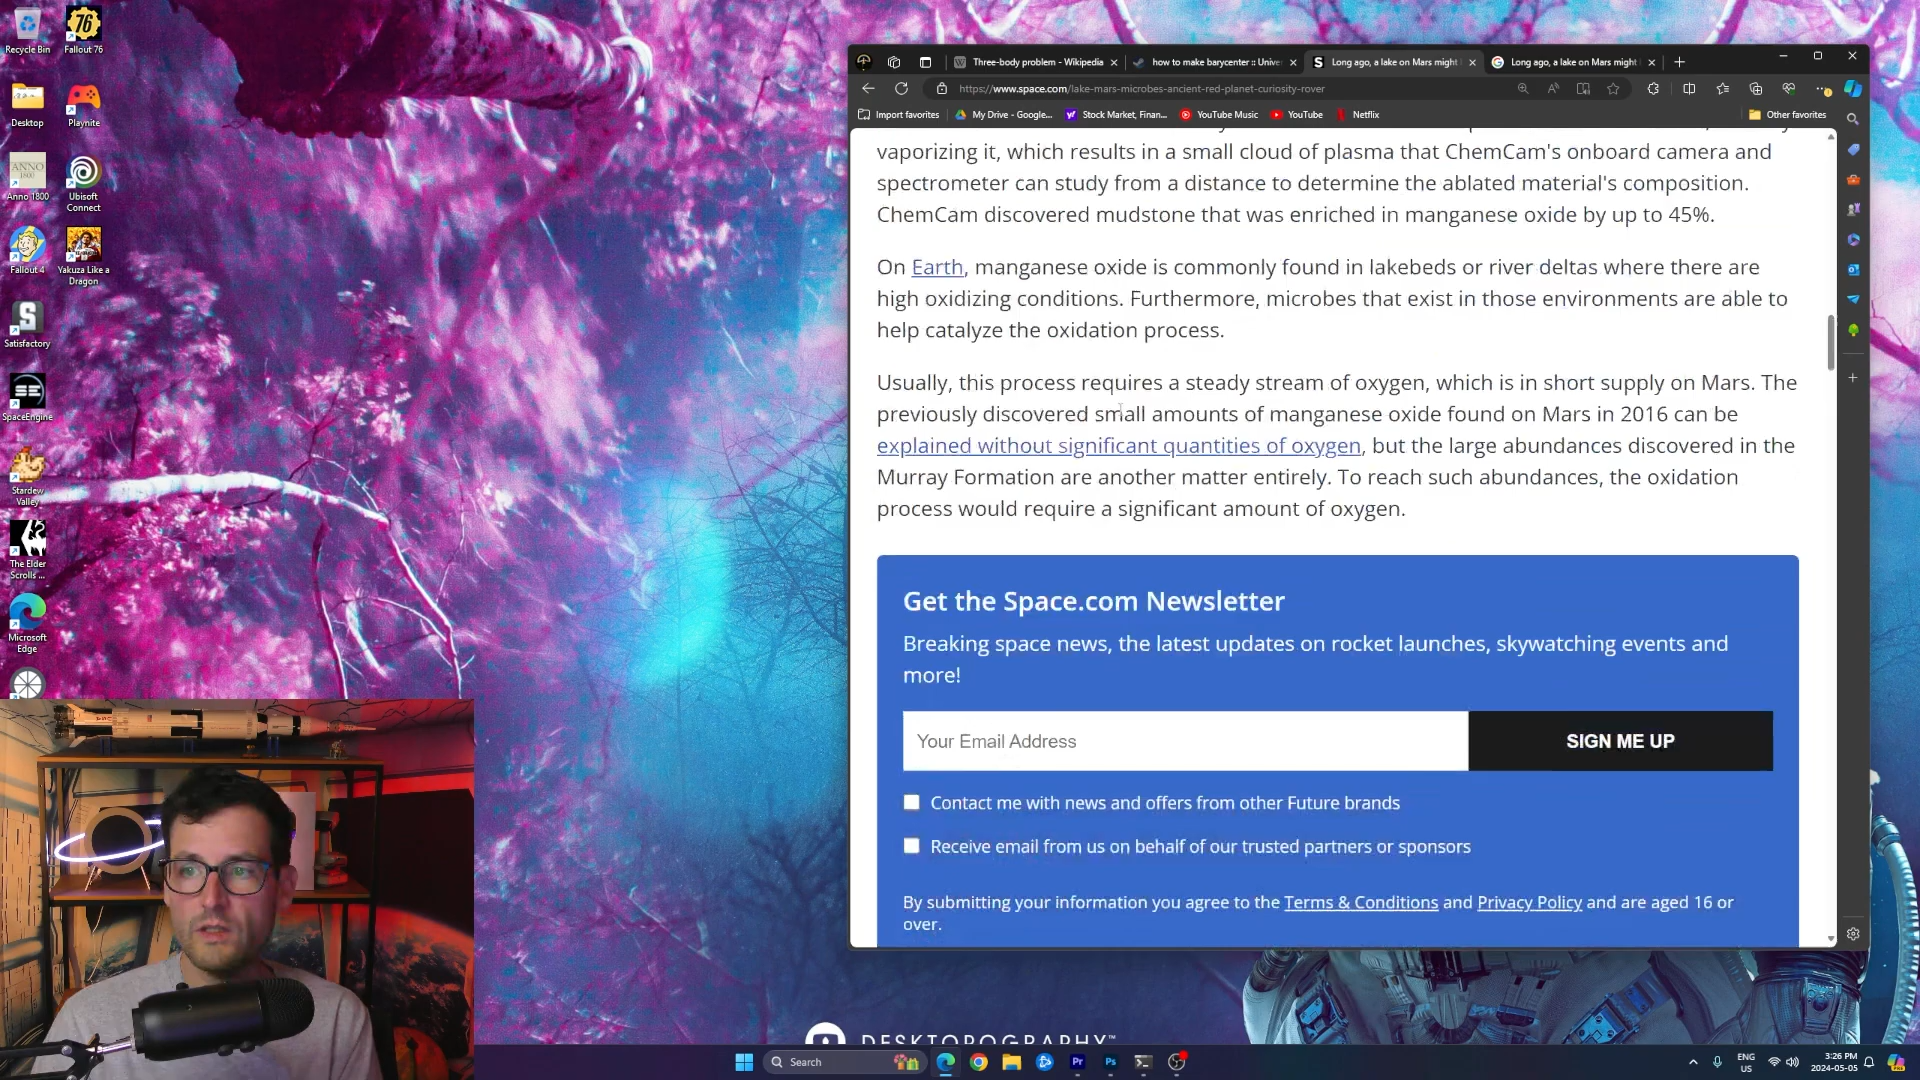 Recycle Bin
Fallout 76
Desktop
Playnite
ANNO
1800
Anno 1800
Ubisoft
Connect
Fallout 4
Yakuza Like a
Dragon
Satisfactory
SE
SpaceEngine
Stardew
Valley
The Elder
Scrolls ...
Microsoft
Edge
Three-body problem - Wikipedia
how to make barycenter :: Unive
Long ago, a lake on Mars might
Long ago, a lake on Mars might
https://www.space.com/lake-mars-microbes-ancient-red-planet-curiosity-rover
Import favorites
My Drive - Google...
Stock Market, Finan...
YouTube Music
YouTube
Netflix
Other favorites
vaporizing it, which results in a small cloud of plasma that ChemCam's onboard camera and
spectrometer can study from a distance to determine the ablated material's composition.
ChemCam discovered mudstone that was enriched in manganese oxide by up to 45%.
On Earth, manganese oxide is commonly found in lakebeds or river deltas where there are
high oxidizing conditions. Furthermore, microbes that exist in those environments are able to
help catalyze the oxidation process.
Usually, this process requires a steady stream of oxygen, which is in short supply on Mars. The
previously discovered small amounts of manganese oxide found on Mars in 2016 can be
explained without significant quantities of oxygen, but the large abundances discovered in the
Murray Formation are another matter entirely. To reach such abundances, the oxidation
process would require a significant amount of oxygen.
Get the Space.com Newsletter
Breaking space news, the latest updates on rocket launches, skywatching events and
more!
Your Email Address
SIGN ME UP
Contact me with news and offers from other Future brands
Receive email from us on behalf of our trusted partners or sponsors
By submitting your information you agree to the Terms & Conditions and Privacy Policy and are aged 16 or
over.
DESKTOPOGRAPHY™
Search
Pr
Ps
ENG
US
3:26 PM
2024-05-05